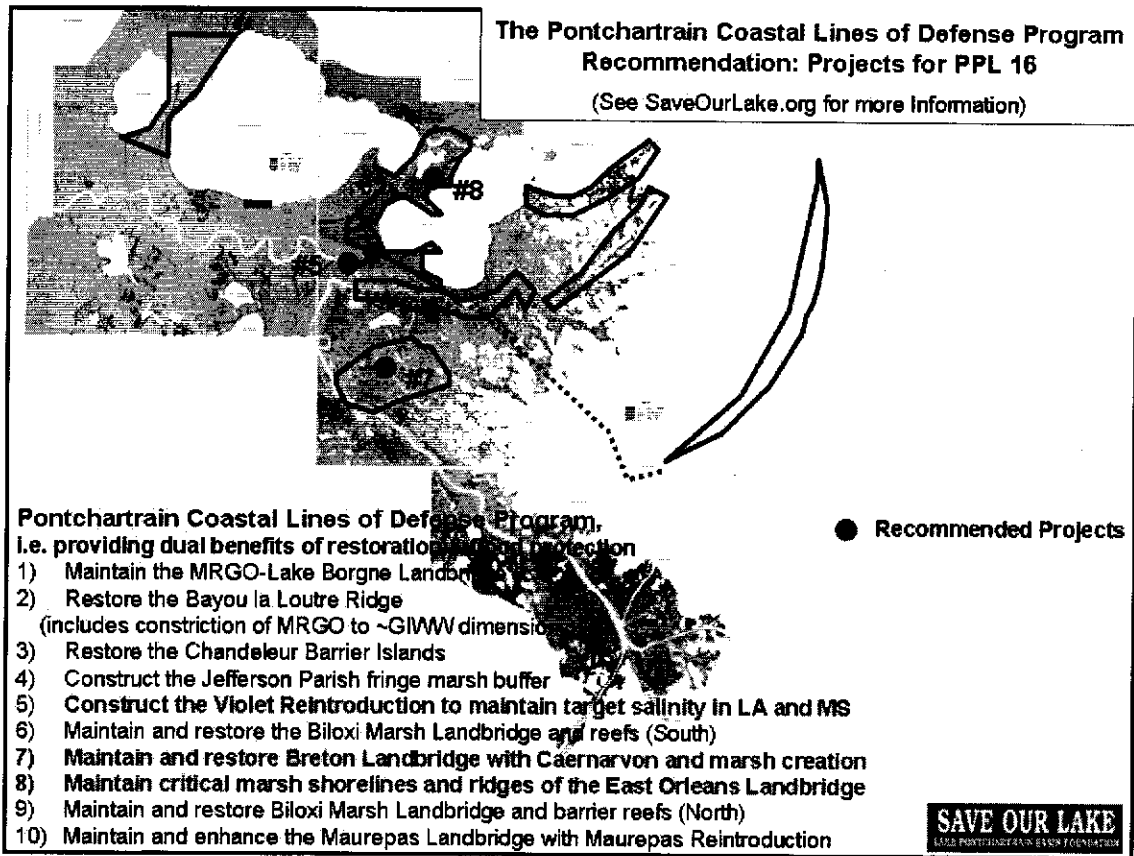 The Pontchartrain Coastal Lines of Defense Program
Recommendation: Projects for PPL 16
(See SaveOurLake.org for more Information)
#8
#5
#7
Recommended Projects
Pontchartrain Coastal Lines of Defense Program,
i.e. providing dual benefits of restoration protection
1) Maintain the MRGO-Lake Borgne
2) Restore the Bayou la Loutre Ridge
(includes constriction of MRGO to ~GIWW
3) Restore the Chandeleur Barrier Islands
4) Construct the Jefferson Parish fringe marsh buffer
5) Construct the Violet Reintroduction to maintain target salinity in LA and MS
6) Maintain and restore the Biloxi Marsh Landbridge and reefs (South)
7) Maintain and restore Breton Landbridge with Caernarvon and marsh creation
8) Maintain critical marsh shorelines and ridges of the East Orleans Landbridge
9) Maintain and restore Biloxi Marsh Landbridge and barrier reefs (North)
10) Maintain and enhance the Maurepas Landbridge with Maurepas Reintroduction
SAVE OUR LAKE
LAKE PONTCHARTRAIN BASIN FOUNDATION